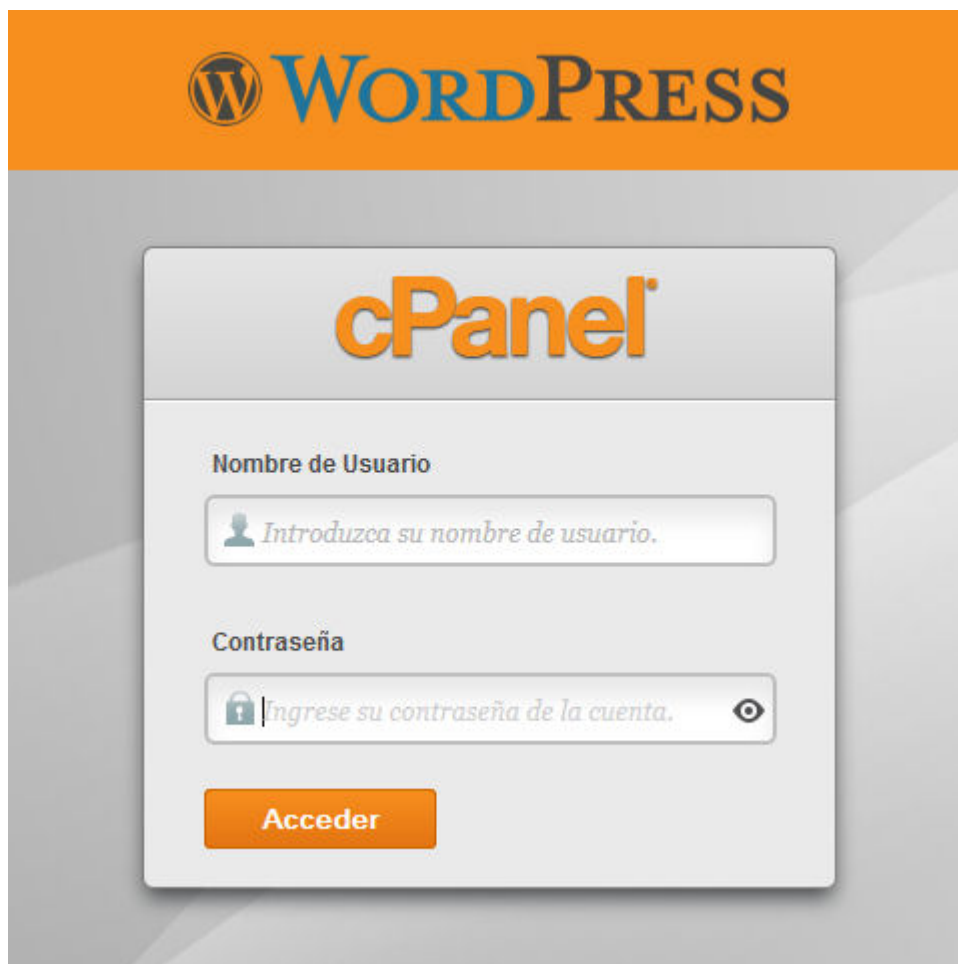 WORDPRESS
cPanel
Nombre de Usuario
Introduzca su nombre de usuario.
Contraseña
Ingrese su contraseña de la cuenta.
Acceder